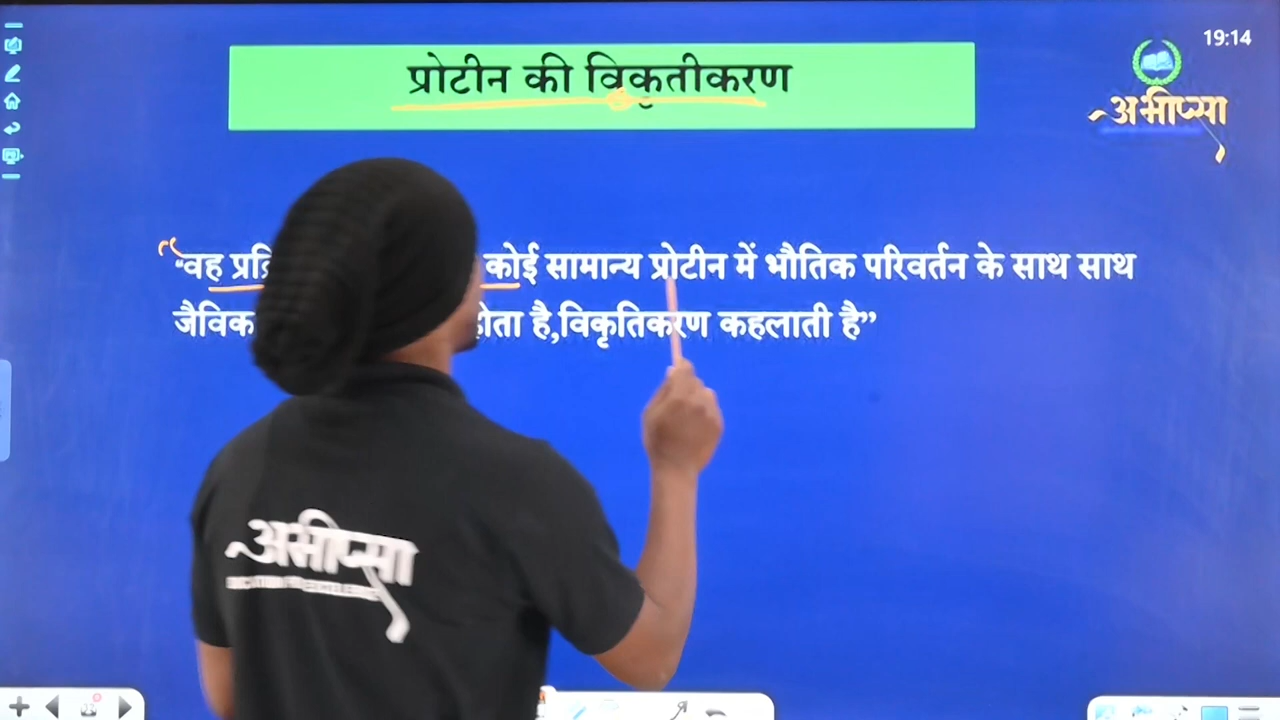 19:14
प्रोटीन की विकृतीकरण
अभीप्सा
“वह कोई सामान्य प्रोटीन में भौतिक परिवर्तन के साथ साथ
जैविक होता है,विकृतिकरण कहलाती है”
अभीप्सा